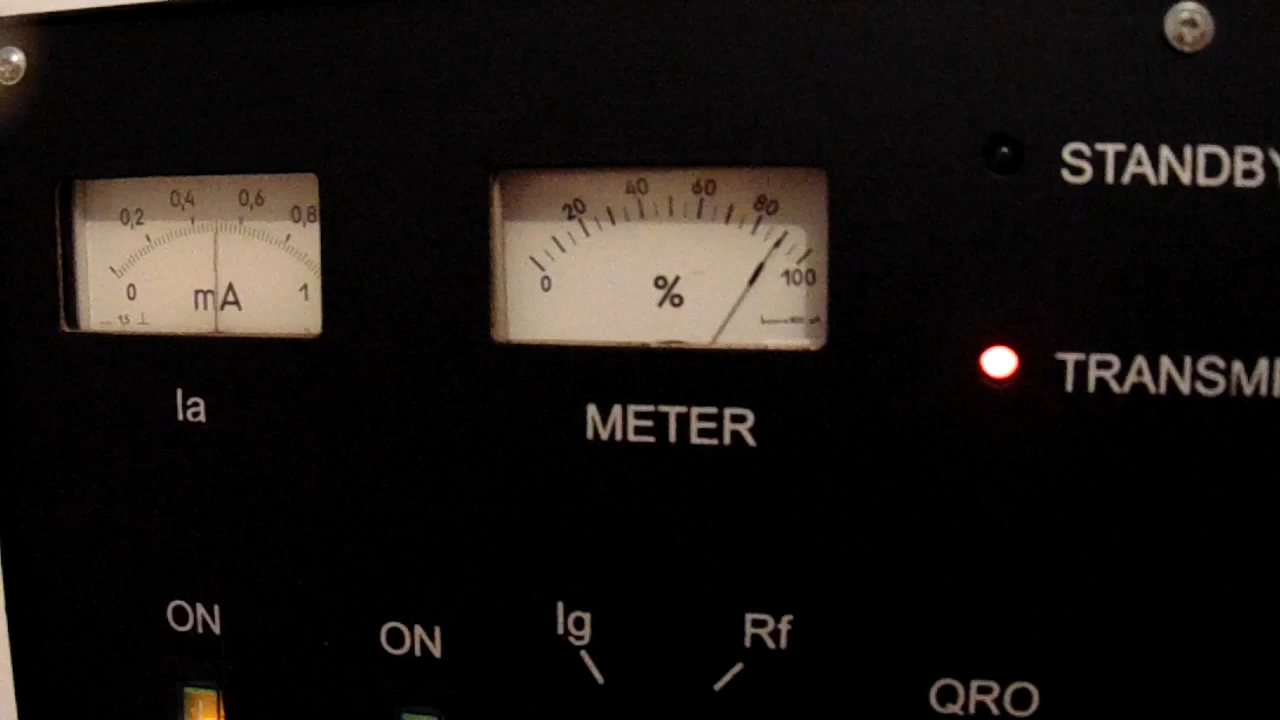 STANDBY
0,2 0,4 0,6 0,8
0 mA 1
20 40 60 80
0 % 100
TRANSMI
Ia
METER
ON
ON
Ig
Rf
QRO